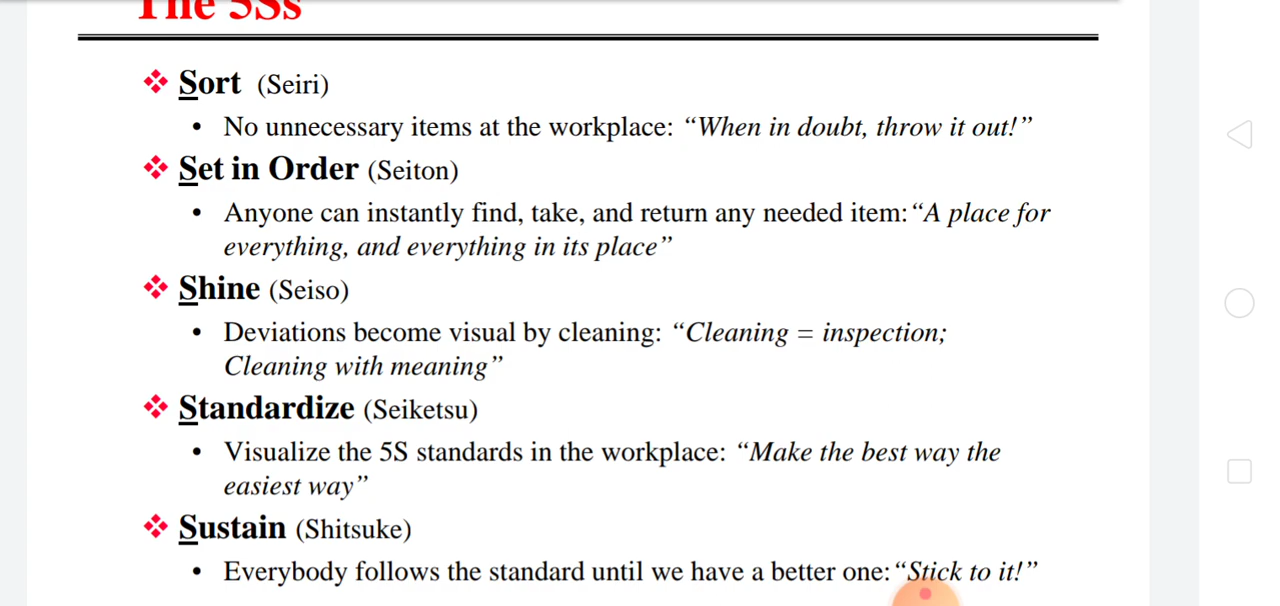 The 5Ss
Sort (Seiri)
• No unnecessary items at the workplace: “When in doubt, throw it out!”
Set in Order (Seiton)
• Anyone can instantly find, take, and return any needed item:“A place for
everything, and everything in its place”
Shine (Seiso)
• Deviations become visual by cleaning: “Cleaning = inspection;
Cleaning with meaning”
Standardize (Seiketsu)
• Visualize the 5S standards in the workplace: “Make the best way the
easiest way”
Sustain (Shitsuke)
• Everybody follows the standard until we have a better one:“Stick to it!”